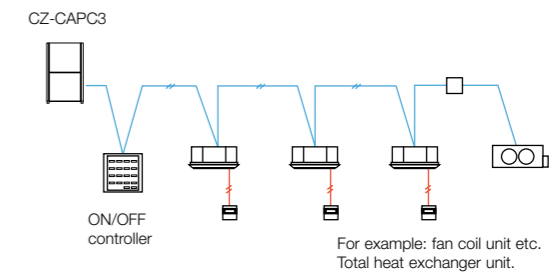 CZ-CAPC3
ON/OFF
controller
For example: fan coil unit etc.
Total heat exchanger unit.